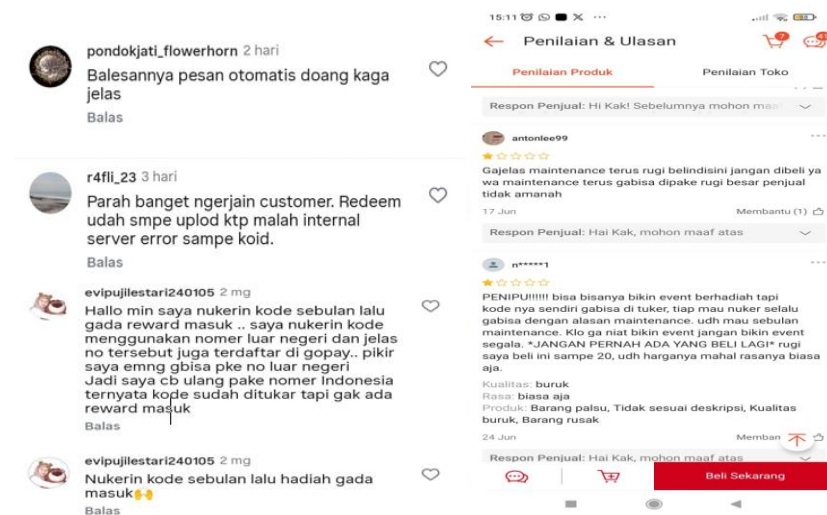 pondokjati_flowerhorn 2 hari
Balesannya pesan otomatis doang kaga
jelas
Balas
r4fli_23 3 hari
Parah banget ngerjain customer. Redeem
udah smpe uplod ktp malah internal
server error sampe koid.
Balas
evipujilestari240105 2 mg
Hallo min saya nukerin kode sebulan lalu
gada reward masuk .. saya nukerin kode
menggunakan nomer luar negeri dan jelas
no tersebut juga terdaftar di gopay.. pikir
saya emng gbisa pke no luar negeri
Jadi saya cb ulang pake nomer Indonesia
ternyata kode sudah ditukar tapi gak ada
reward masuk
Balas
evipujilestari240105 2 mg
Nukerin kode sebulan lalu hadiah gada
masuk🙌
Balas
15:11
Penilaian & Ulasan
7
Penilaian Produk
Penilaian Toko
Respon Penjual: Hi Kak! Sebelumnya mohon maa
antonlee99
Gajelas maintenance terus rugi belindisini jangan dibeli ya
wa maintenance terus gabisa dipake rugi besar penjual
tidak amanah
17 Jun
Membantu (1)
Respon Penjual: Hai Kak, mohon maaf atas
n*****1
PENIPU!!!!!! bisa bisanya bikin event berhadiah tapi
kode nya sendiri gabisa di tuker, tiap mau nuker selalu
gabisa dengan alasan maintenance. udh mau sebulan
maintenance. Klo ga niat bikin event jangan bikin event
segala. *JANGAN PERNAH ADA YANG BELI LAGI* rugi
saya beli ini sampe 20, udh harganya mahal rasanya biasa
aja.
Kualitas: buruk
Rasa: biasa aja
Produk: Barang palsu, Tidak sesuai deskripsi, Kualitas
buruk, Barang rusak
24 Jun
Memban
Respon Penjual: Hai Kak, mohon maaf atas
Beli Sekarang